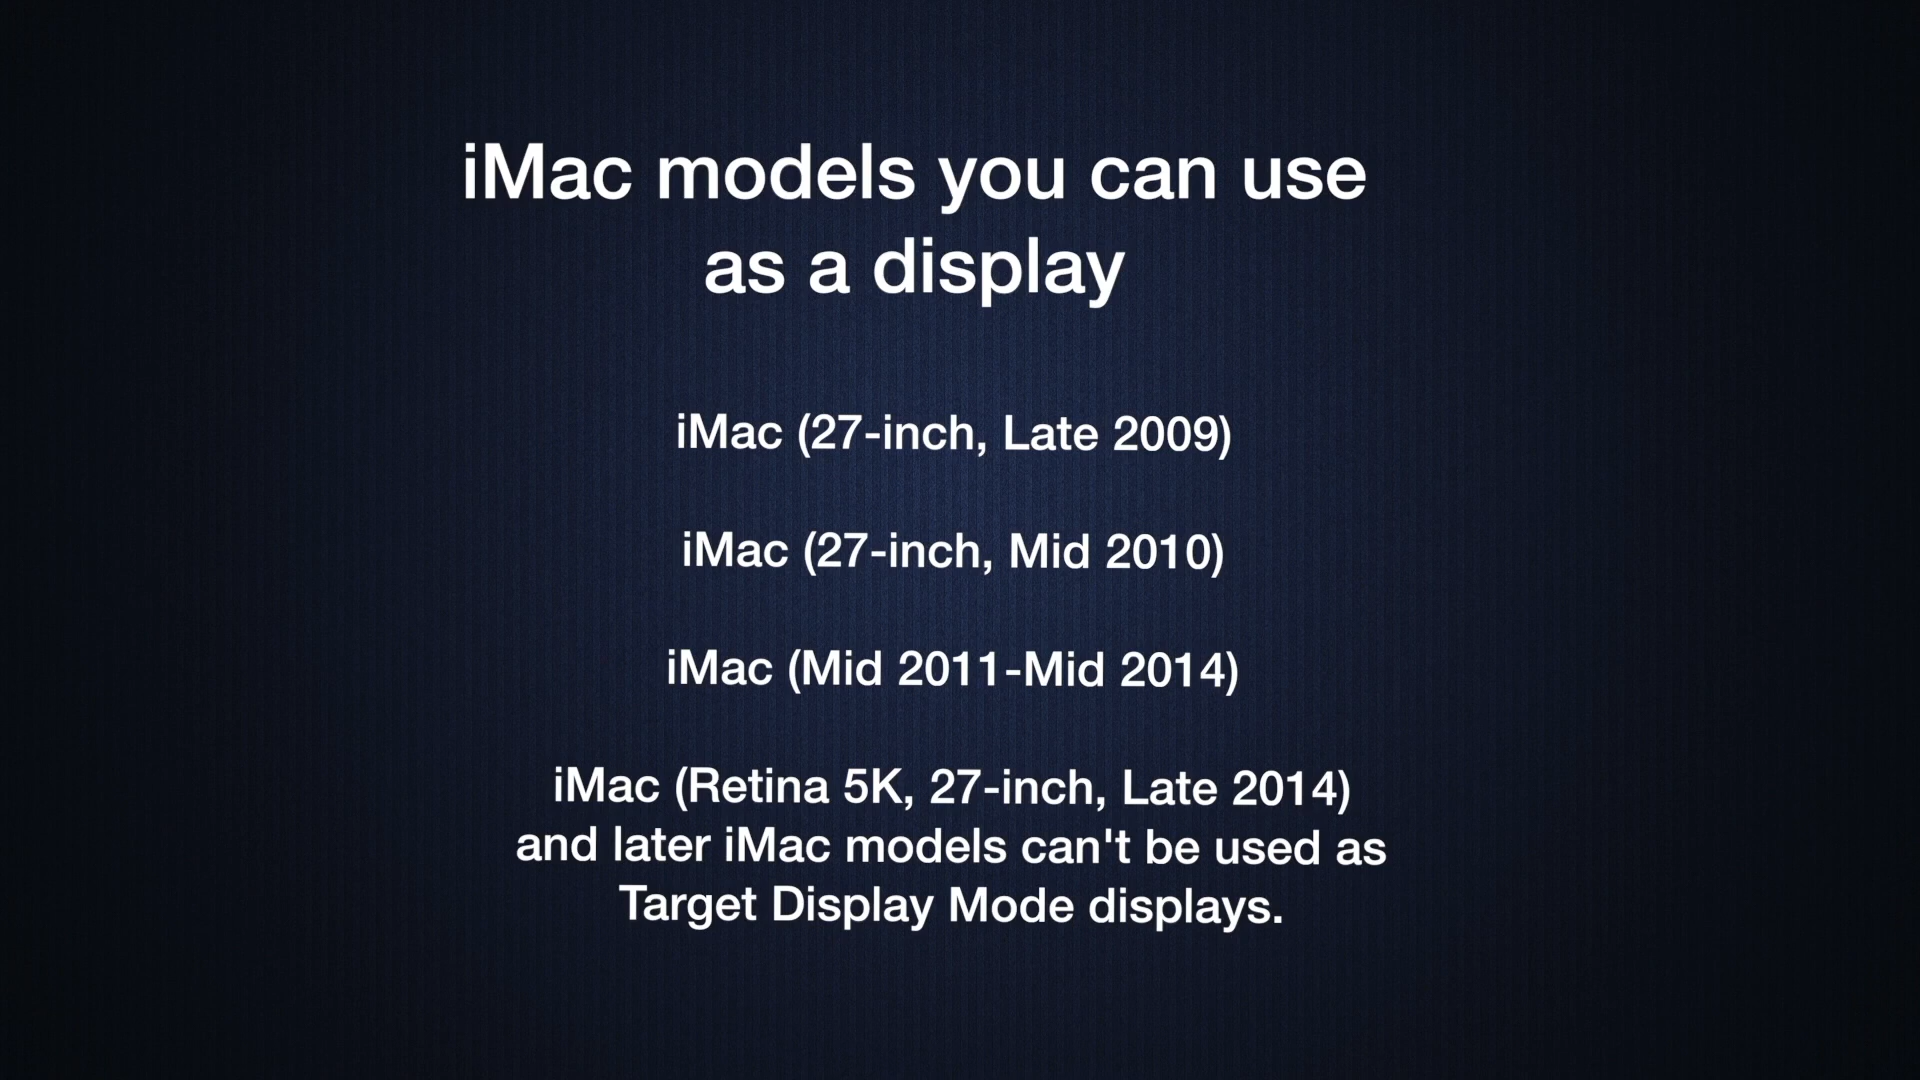 iMac models you can use
as a display
iMac (27-inch, Late 2009)
iMac (27-inch, Mid 2010)
iMac (Mid 2011-Mid 2014)
iMac (Retina 5K, 27-inch, Late 2014)
and later iMac models can't be used as
Target Display Mode displays.